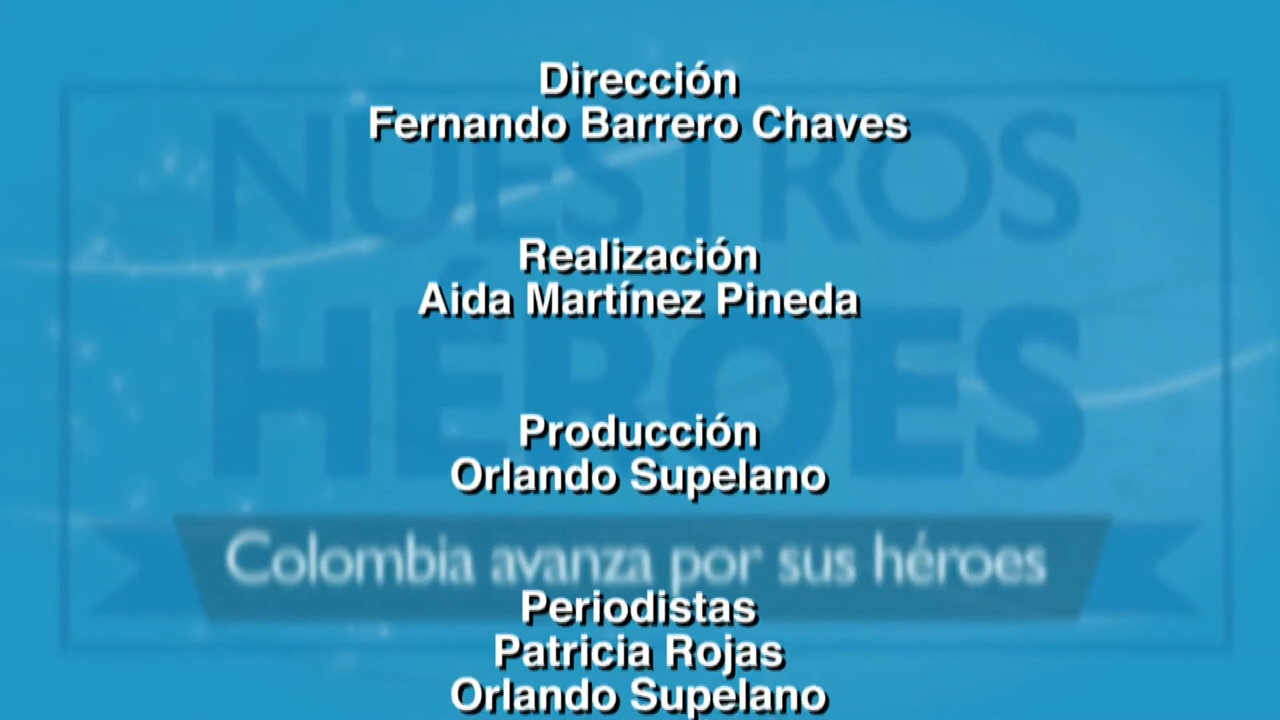 Dirección
Fernando Barrero Chaves
NUESTROS
Realización
Aida Martínez Pineda
HÉROES
Producción
Orlando Supelano
Colombia avanza por sus héroes
Periodistas
Patricia Rojas
Orlando Supelano